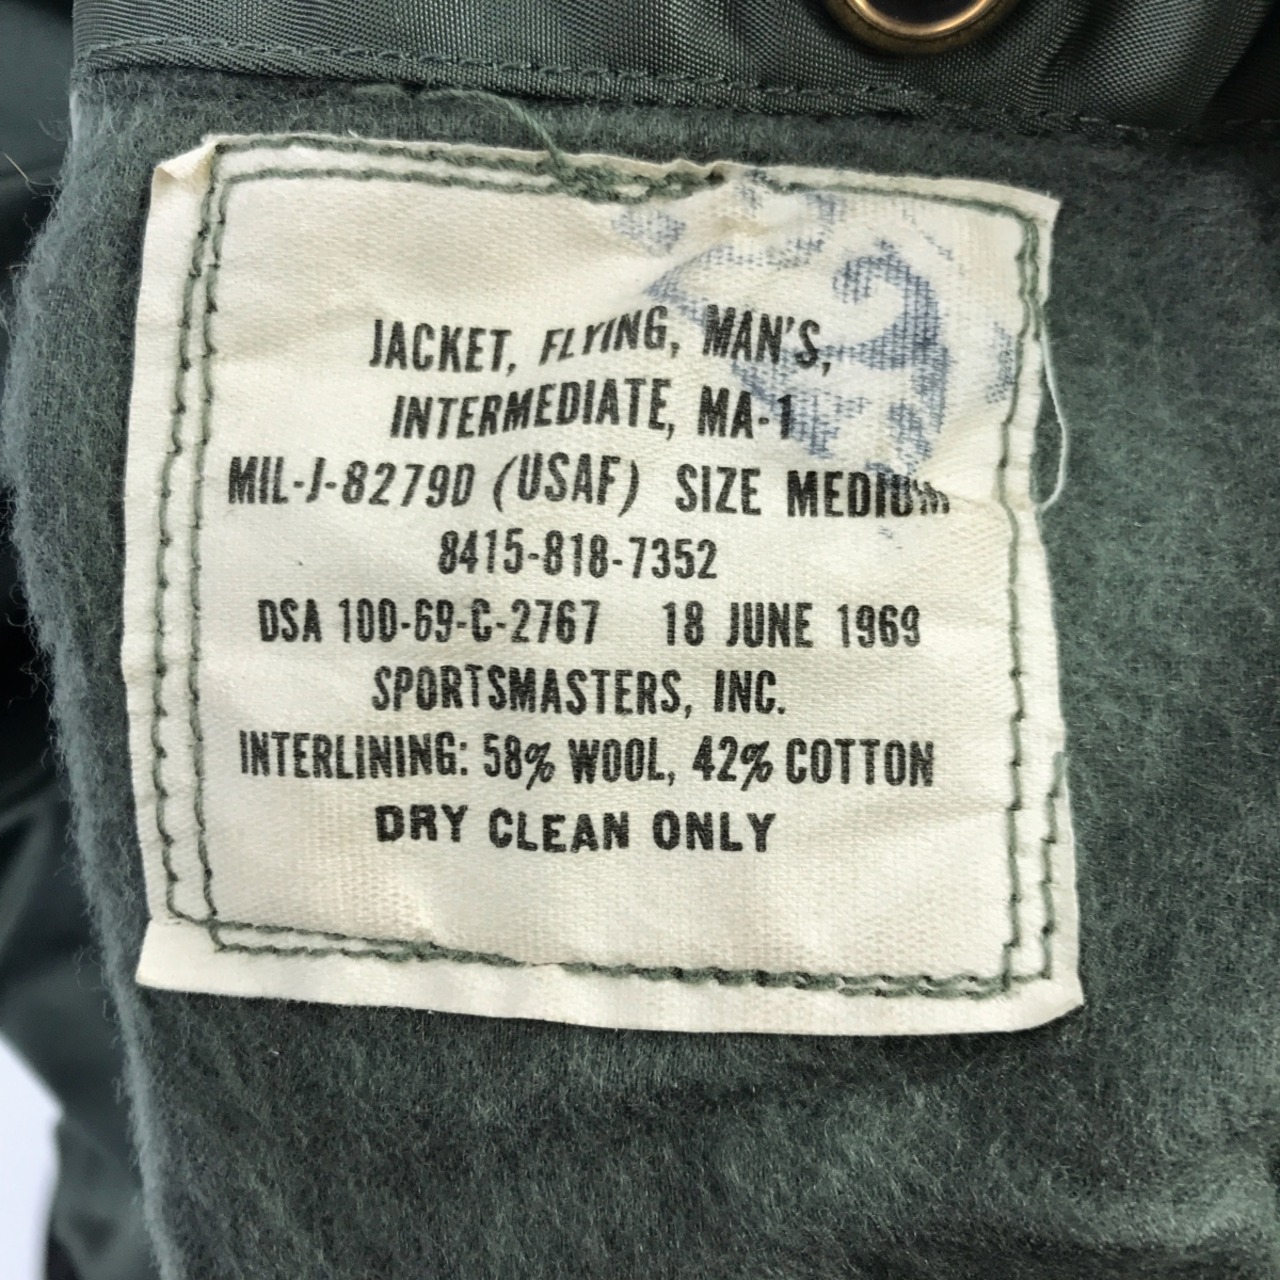 JACKET, FLYING, MAN'S,
INTERMEDIATE, MA-1
MIL-J-8279D (USAF) SIZE MEDIUM
8415-818-7352
DSA 100-69-C-2767 18 JUNE 1969
SPORTSMASTERS, INC.
INTERLINING: 58% WOOL, 42% COTTON
DRY CLEAN ONLY